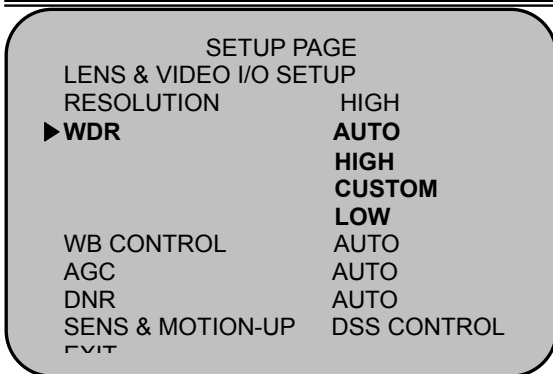 SETUP PAGE
LENS & VIDEO I/O SETUP
RESOLUTION HIGH
▶WDR AUTO
HIGH
CUSTOM
LOW
WB CONTROL AUTO
AGC AUTO
DNR AUTO
SENS & MOTION-UP DSS CONTROL
EXIT